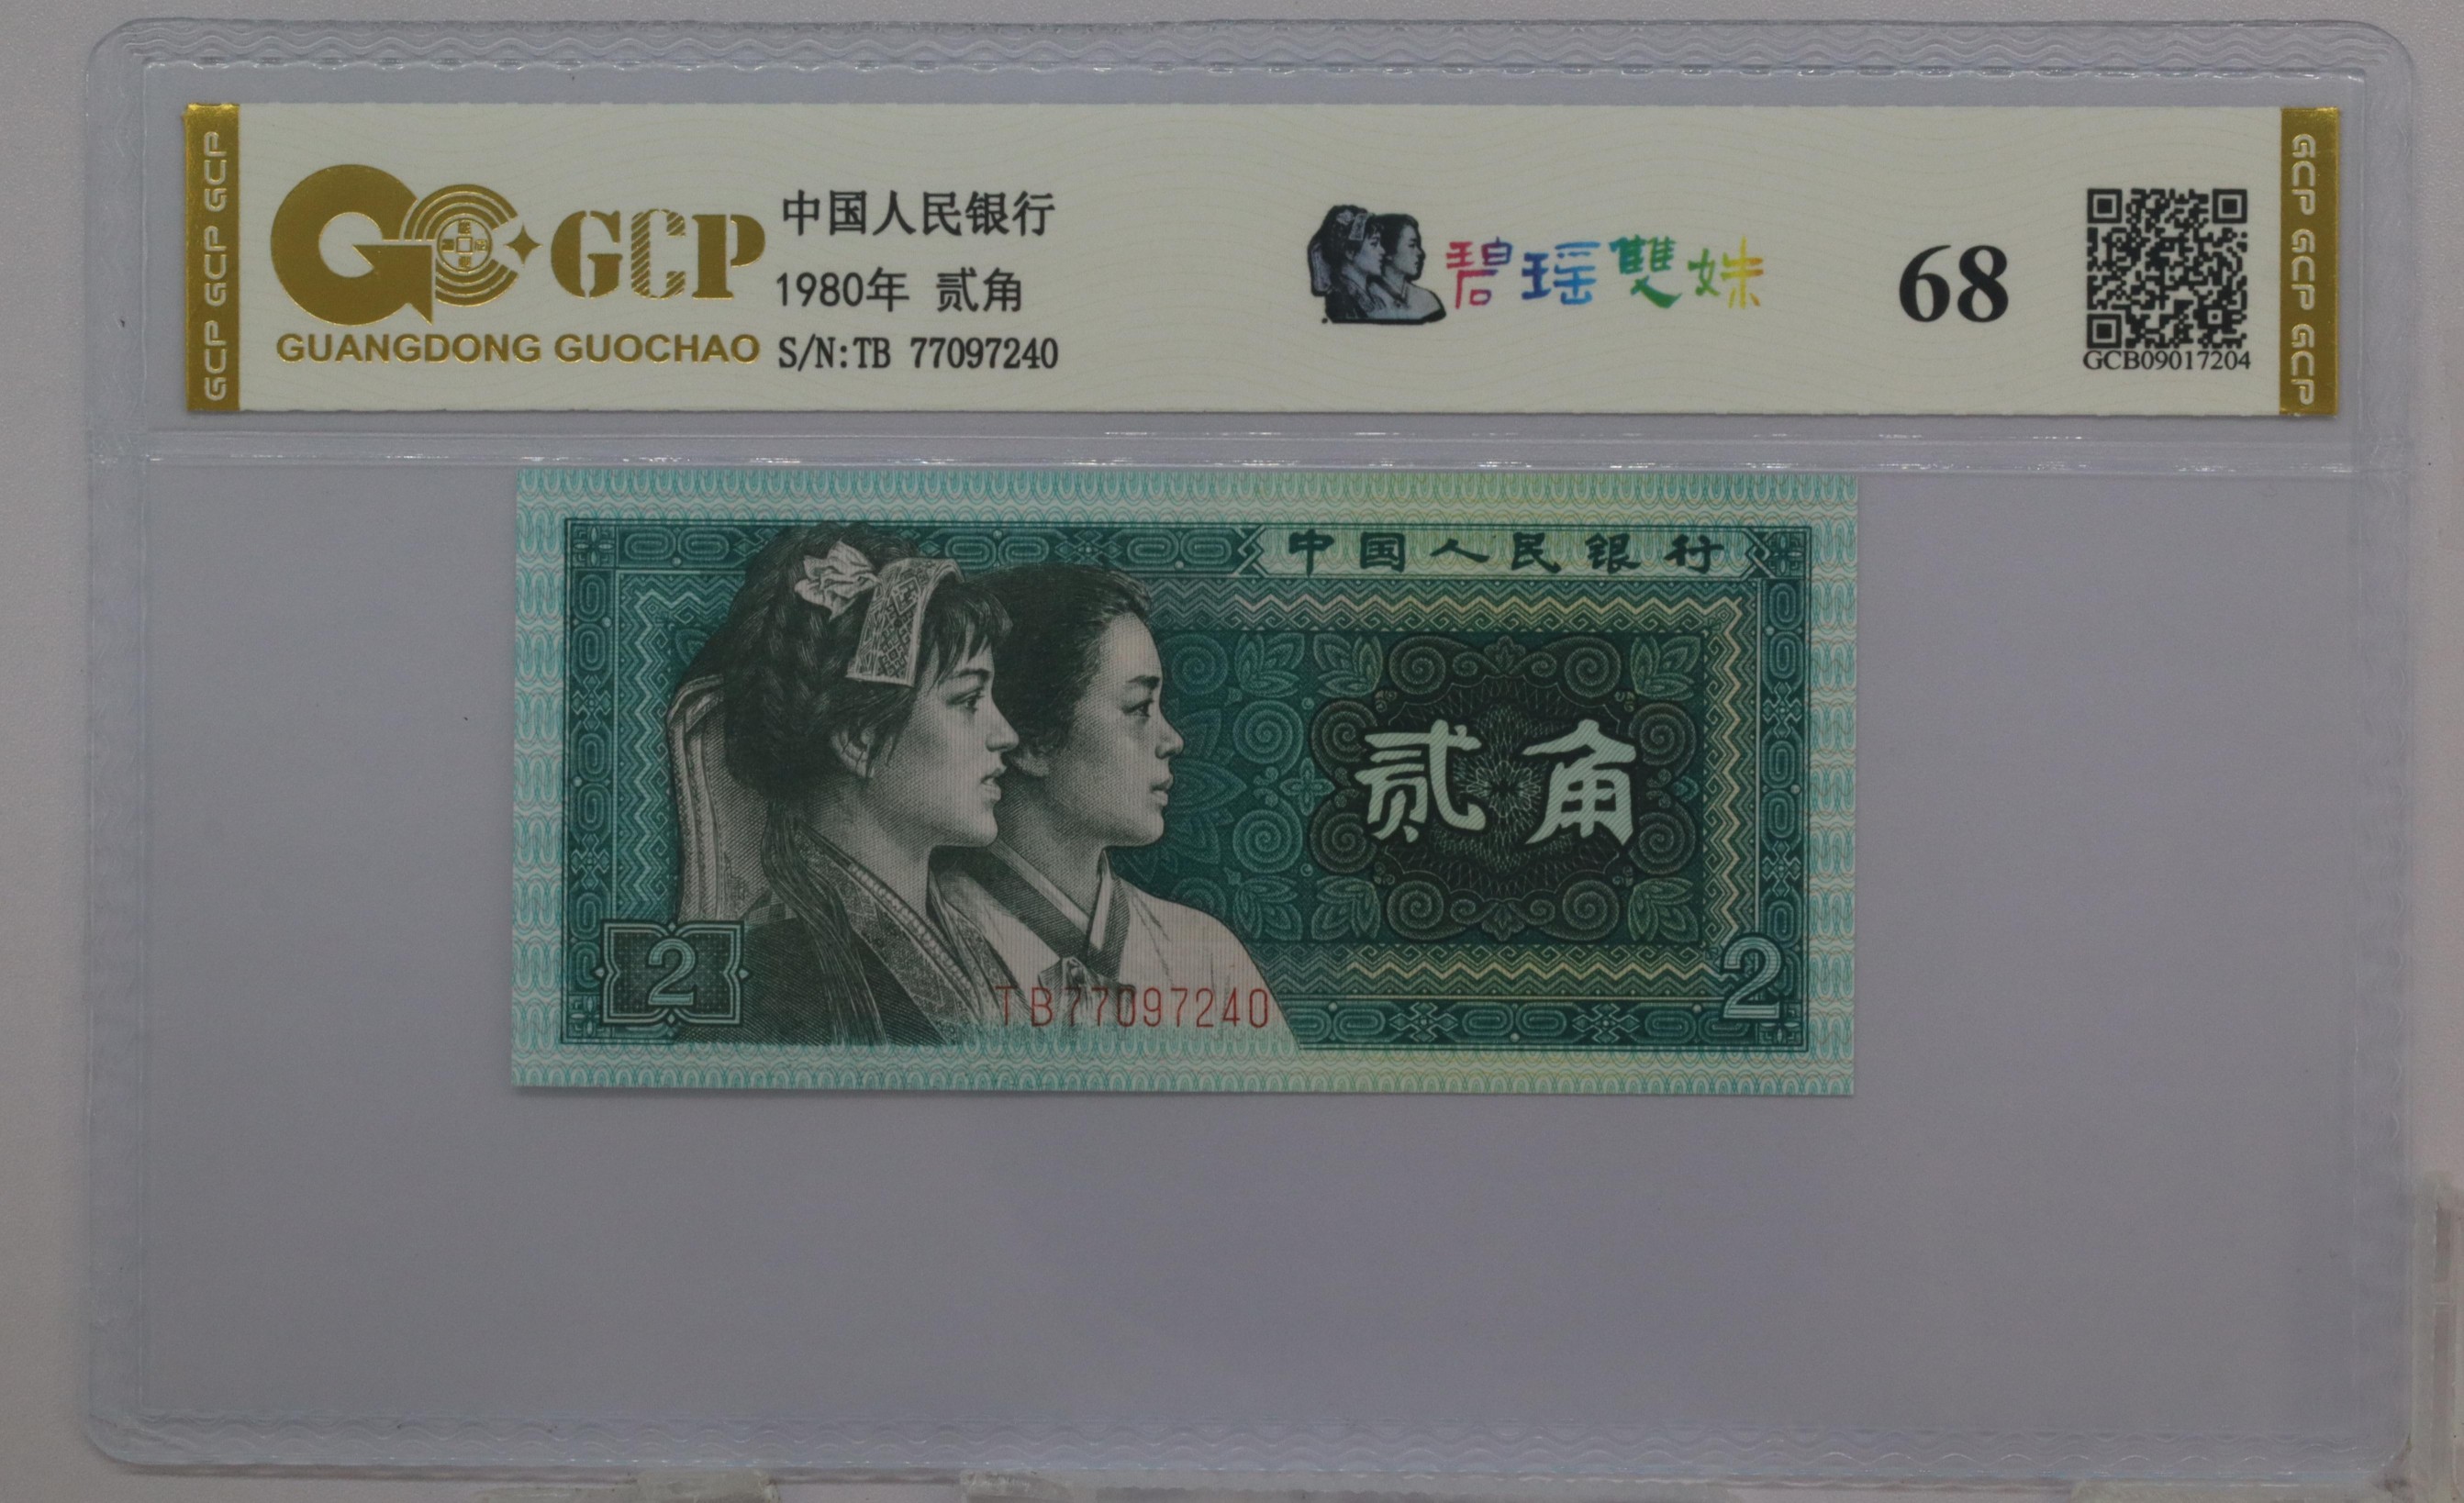 GCP GCP GCP
GCP
GUANGDONG GUOCHAO
中国人民银行
1980年 贰角
S/N:TB 77097240
碧瑶雙妹
68
GCB09017204
GCP GCP GCP
中国人民银行
贰角
2
TB77097240
2